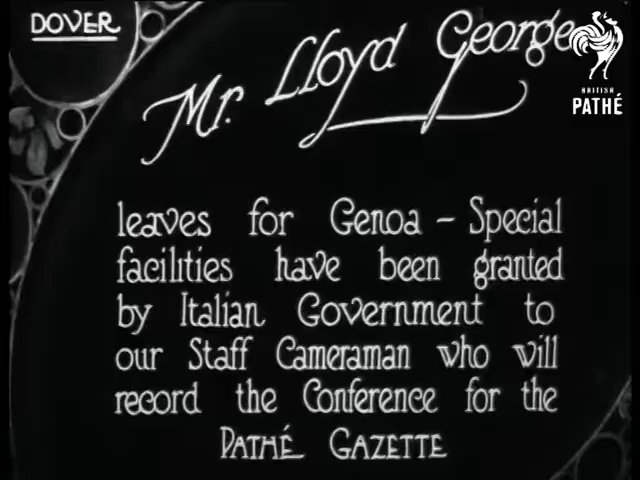 DOVER
Mr. Lloyd George
BRITISH
PATHÉ
leaves for Genoa – Special
facilities have been granted
by Italian Government to
our Staff Cameraman who will
record the Conference for the
PATHÉ GAZETTE